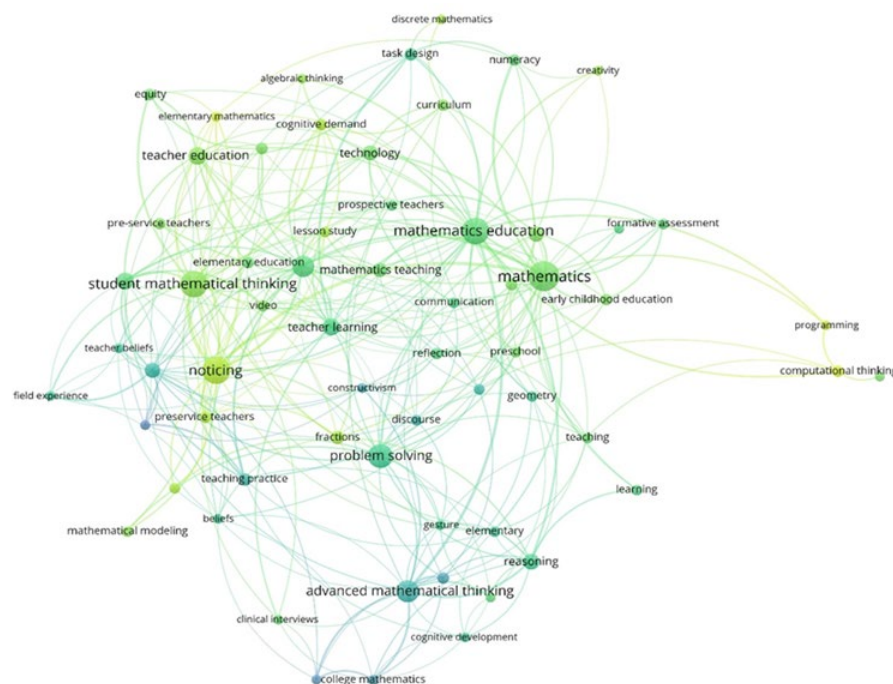 discrete mathematics
task design
numeracy
creativity
algebraic thinking
equity
curriculum
elementary mathematics
cognitive demand
teacher education
technology
prospective teachers
pre-service teachers
formative assessment
lesson study
mathematics education
elementary education
mathematics teaching
mathematics
student mathematical thinking
early childhood education
communication
video
programming
teacher learning
teacher beliefs
reflection
preschool
noticing
computational thinking
constructivism
field experience
geometry
preservice teachers
discourse
fractions
teaching
problem solving
teaching practice
learning
beliefs
gesture
elementary
mathematical modeling
reasoning
advanced mathematical thinking
clinical interviews
cognitive development
college mathematics